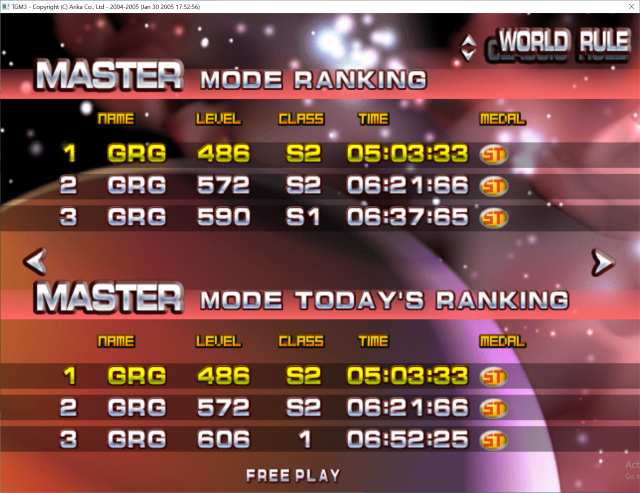 TGM3 - Copyright (C) Arika Co., Ltd - 2004-2005 (Jan 30 2005 17:52:56)
WORLD RULE
MASTER MODE RANKING
NAME LEVEL CLASS TIME MEDAL
1 GRG 486 S2 05:03:33 ST
2 GRG 572 S2 06:21:66 ST
3 GRG 590 S1 06:37:65 ST
MASTER MODE TODAY'S RANKING
NAME LEVEL CLASS TIME MEDAL
1 GRG 486 S2 05:03:33 ST
2 GRG 572 S2 06:21:66 ST
3 GRG 606 1 06:52:25 ST
FREE PLAY